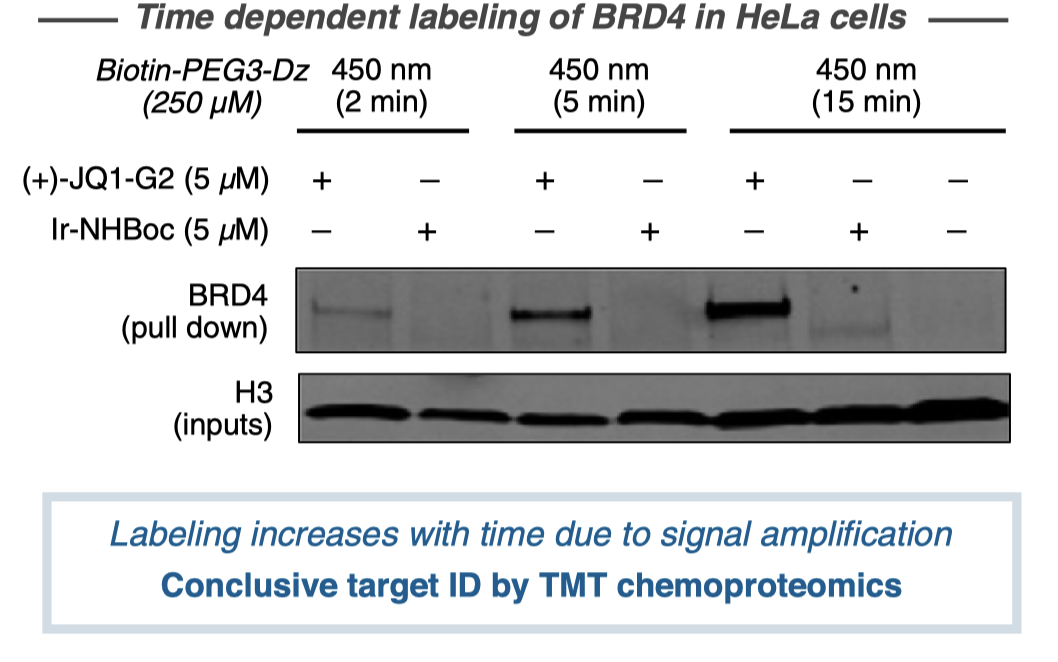 Time dependent labeling of BRD4 in HeLa cells
Biotin-PEG3-Dz 450 nm 450 nm 450 nm
(250 µM) (2 min) (5 min) (15 min)
(+)-JQ1-G2 (5 µM) + − + − + − −
Ir-NHBoc (5 µM) − + − + − + −
BRD4
(pull down)
H3
(inputs)
Labeling increases with time due to signal amplification
Conclusive target ID by TMT chemoproteomics